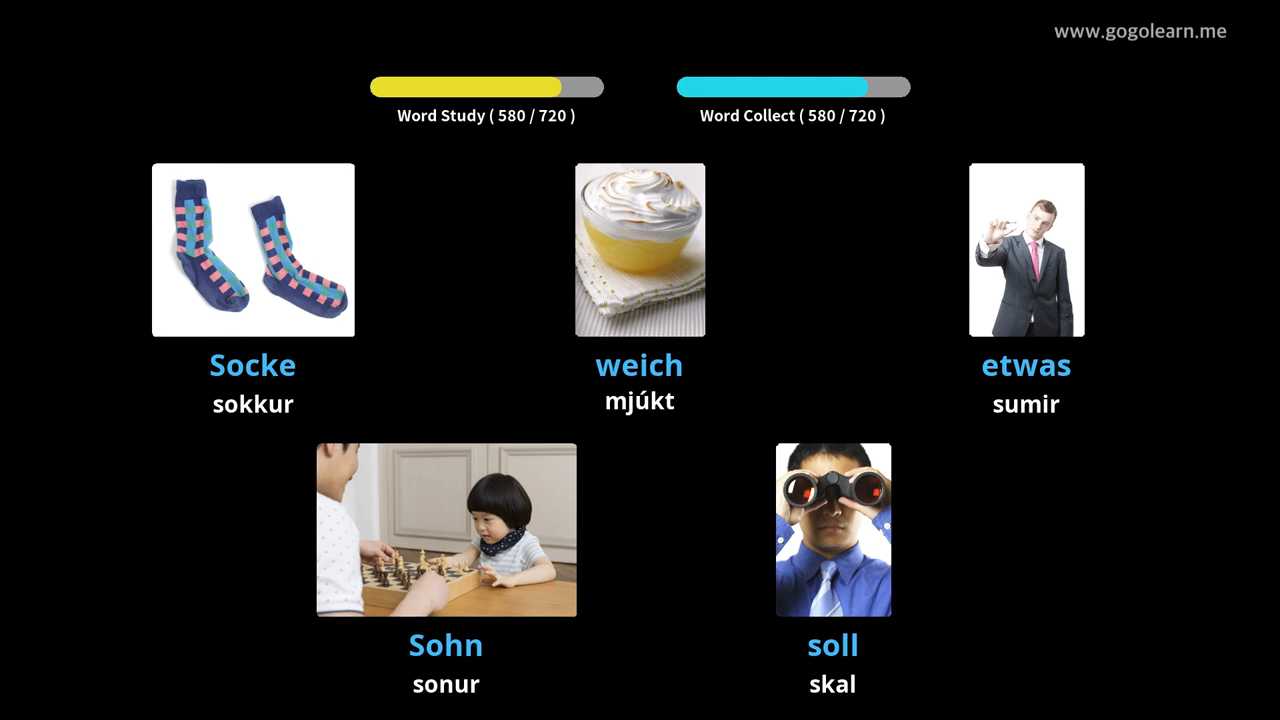 www.gogolearn.me
Word Study ( 580 / 720 )
Word Collect ( 580 / 720 )
Socke
sokkur
weich
mjúkt
etwas
sumir
Sohn
sonur
soll
skal